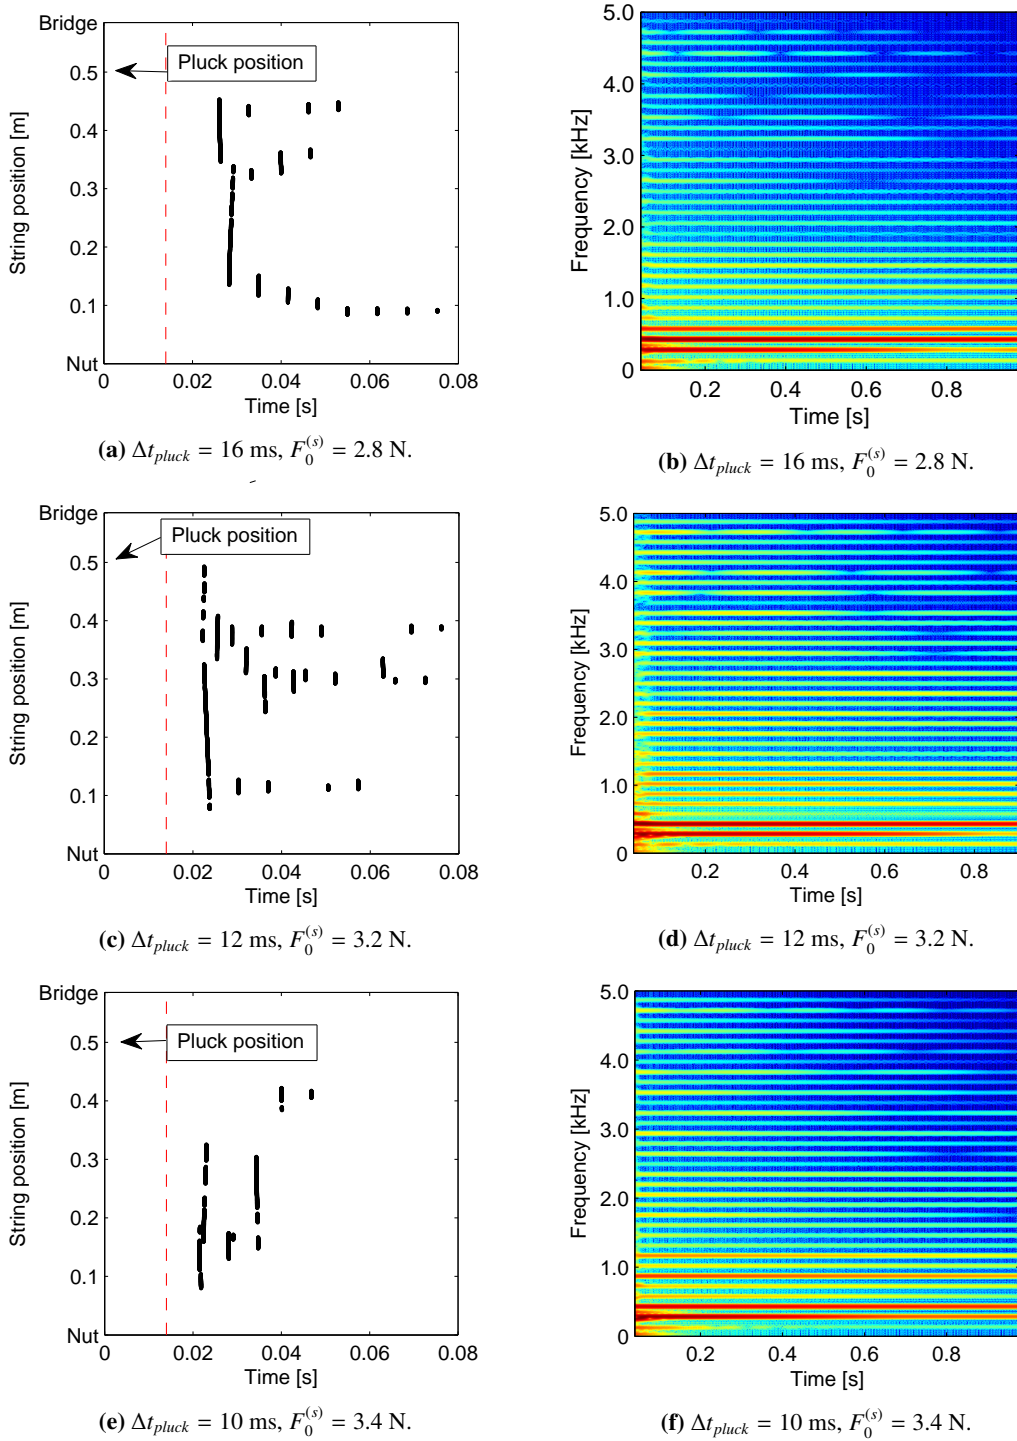 Bridge
Pluck position
0.5
0.4
0.3
0.2
0.1
Nut
String position [m]
0
0.02
0.04
0.06
0.08
Time [s]
(a) Δt_pluck = 16 ms, F_0^(s) = 2.8 N.
5.0
4.0
3.0
2.0
1.0
0
Frequency [kHz]
0.2
0.4
0.6
0.8
Time [s]
(b) Δt_pluck = 16 ms, F_0^(s) = 2.8 N.
Bridge
Pluck position
0.5
0.4
0.3
0.2
0.1
Nut
String position [m]
0
0.02
0.04
0.06
0.08
Time [s]
(c) Δt_pluck = 12 ms, F_0^(s) = 3.2 N.
5.0
4.0
3.0
2.0
1.0
0
Frequency [kHz]
0.2
0.4
0.6
0.8
Time [s]
(d) Δt_pluck = 12 ms, F_0^(s) = 3.2 N.
Bridge
Pluck position
0.5
0.4
0.3
0.2
0.1
Nut
String position [m]
0
0.02
0.04
0.06
0.08
Time [s]
(e) Δt_pluck = 10 ms, F_0^(s) = 3.4 N.
5.0
4.0
3.0
2.0
1.0
0
Frequency [kHz]
0.2
0.4
0.6
0.8
Time [s]
(f) Δt_pluck = 10 ms, F_0^(s) = 3.4 N.